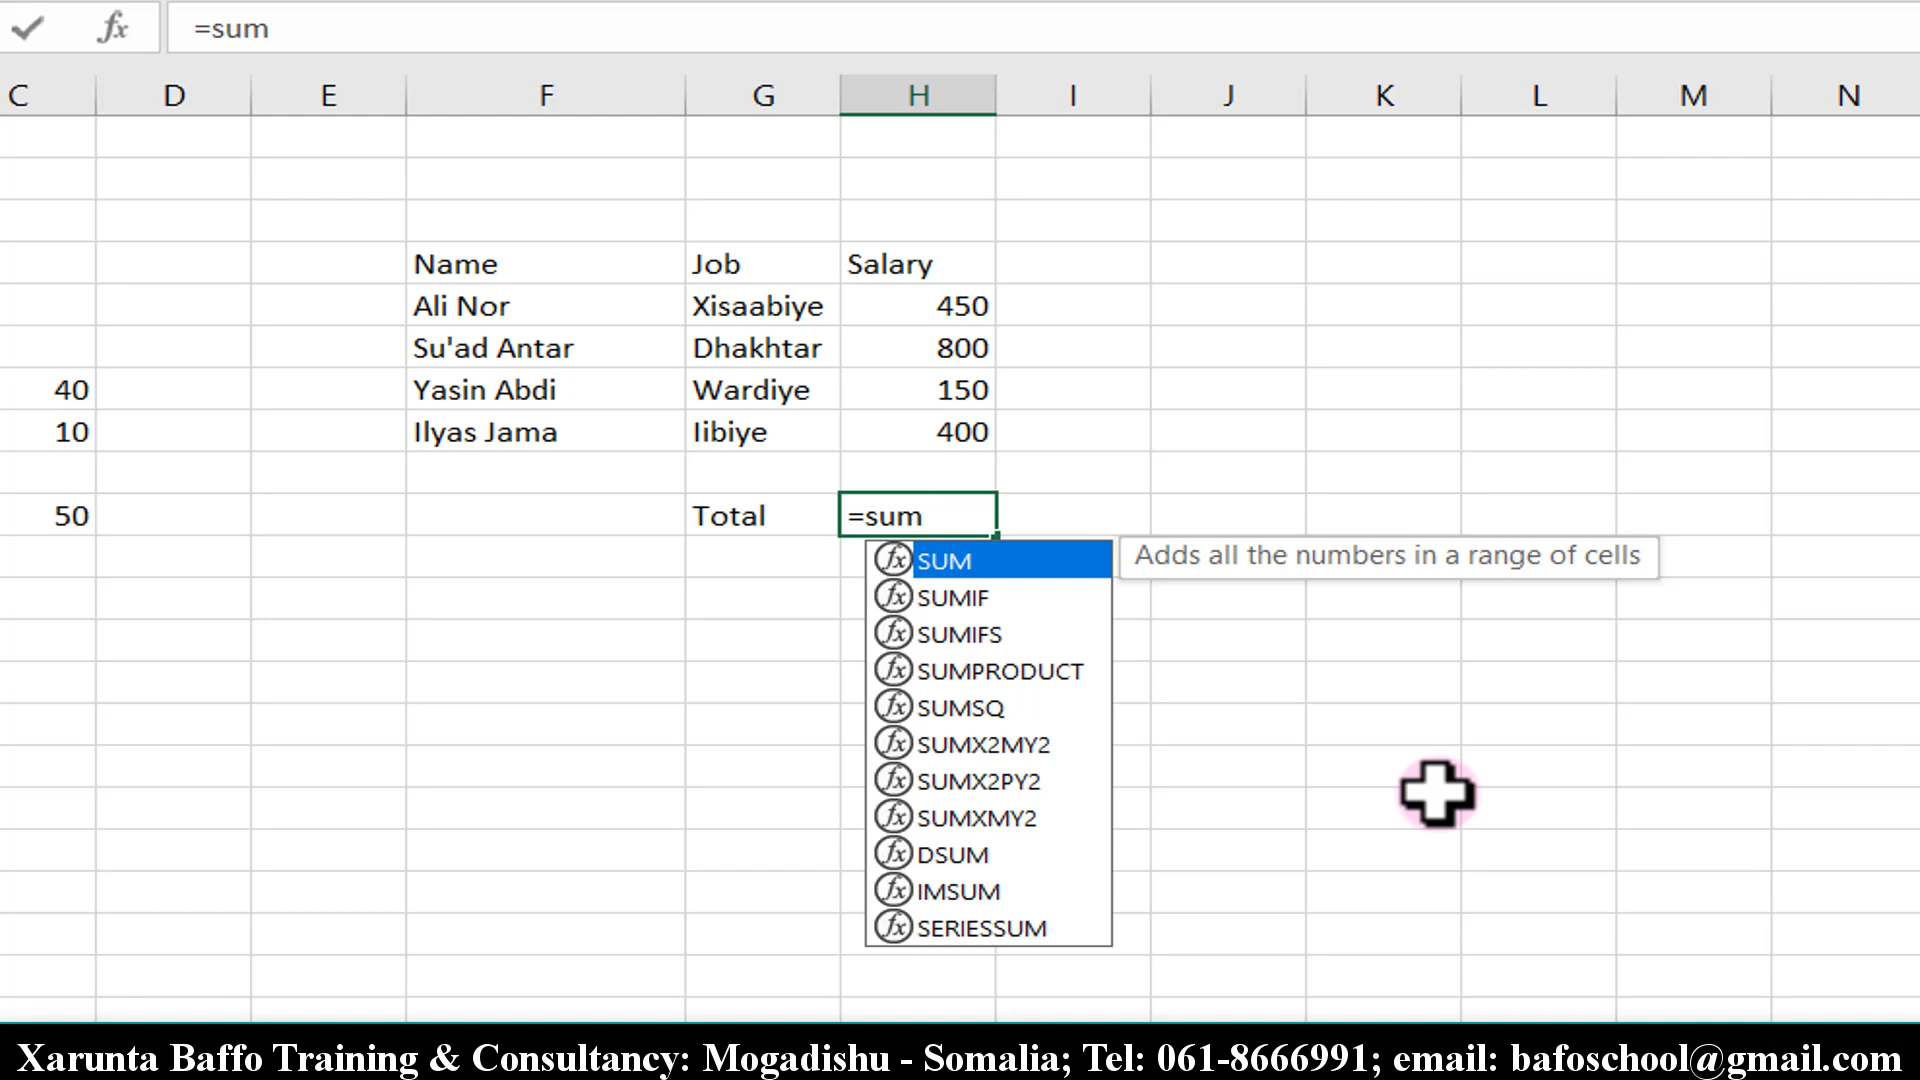 =sum
C D E F G H I J K L M N
Name Job Salary
Ali Nor Xisaabiye 450
Su'ad Antar Dhakhtar 800
40 Yasin Abdi Wardiye 150
10 Ilyas Jama Iibiye 400
50 Total =sum
SUM Adds all the numbers in a range of cells
SUMIF
SUMIFS
SUMPRODUCT
SUMSQ
SUMX2MY2
SUMX2PY2
SUMXMY2
DSUM
IMSUM
SERIESSUM
Xarunta Baffo Training & Consultancy: Mogadishu - Somalia; Tel: 061-8666991; email: bafoschool@gmail.com